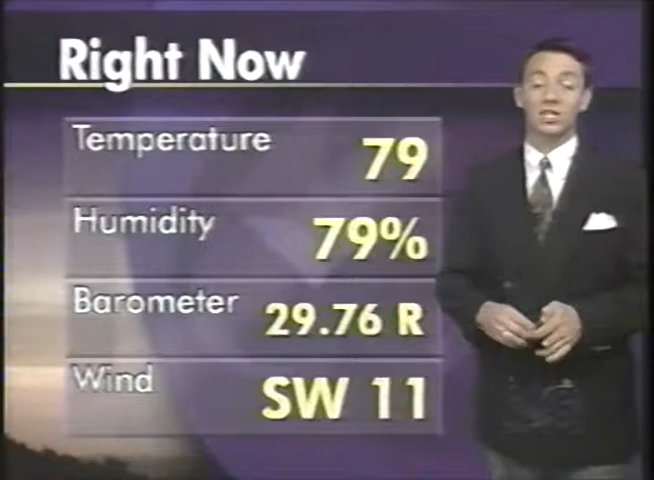 Right Now
Temperature
79
Humidity
79%
Barometer
29.76 R
Wind
SW 11